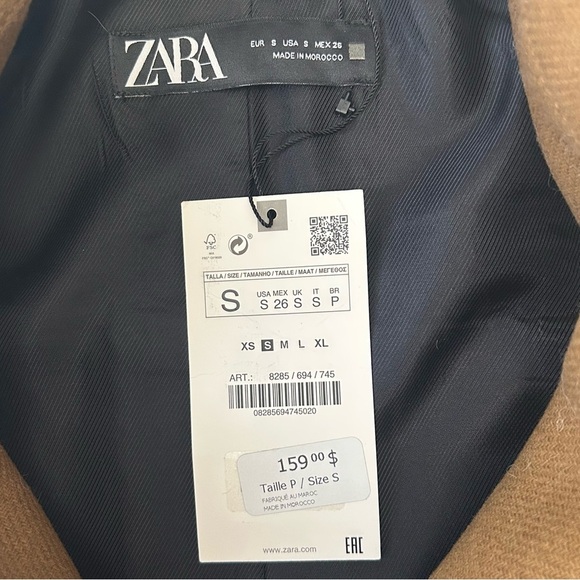 ZARA
EUR S USA S MEX 26
MADE IN MOROCCO
FSC
TALLA / SIZE / TAMANHO / TAILLE / MAAT / ΜΕΓΕΘΟΣ
S
USA MEX UK IT BR
S 26 S S P
XS S M L XL
ART.: 8285 / 694 / 745
08285694745020
159 00 $
Taille P / Size S
FABRIQUÉ AU MAROC
MADE IN MOROCCO
www.zara.com
EAC